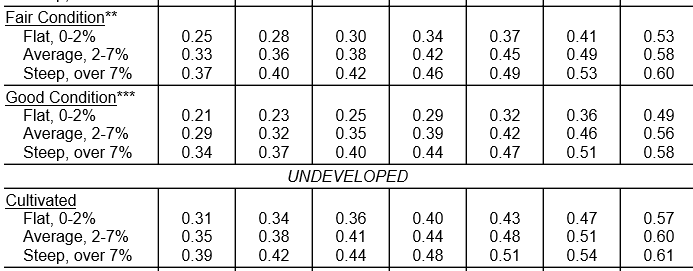 Fair Condition**
Flat, 0-2% 0.25 0.28 0.30 0.34 0.37 0.41 0.53
Average, 2-7% 0.33 0.36 0.38 0.42 0.45 0.49 0.58
Steep, over 7% 0.37 0.40 0.42 0.46 0.49 0.53 0.60
Good Condition***
Flat, 0-2% 0.21 0.23 0.25 0.29 0.32 0.36 0.49
Average, 2-7% 0.29 0.32 0.35 0.39 0.42 0.46 0.56
Steep, over 7% 0.34 0.37 0.40 0.44 0.47 0.51 0.58
UNDEVELOPED
Cultivated
Flat, 0-2% 0.31 0.34 0.36 0.40 0.43 0.47 0.57
Average, 2-7% 0.35 0.38 0.41 0.44 0.48 0.51 0.60
Steep, over 7% 0.39 0.42 0.44 0.48 0.51 0.54 0.61